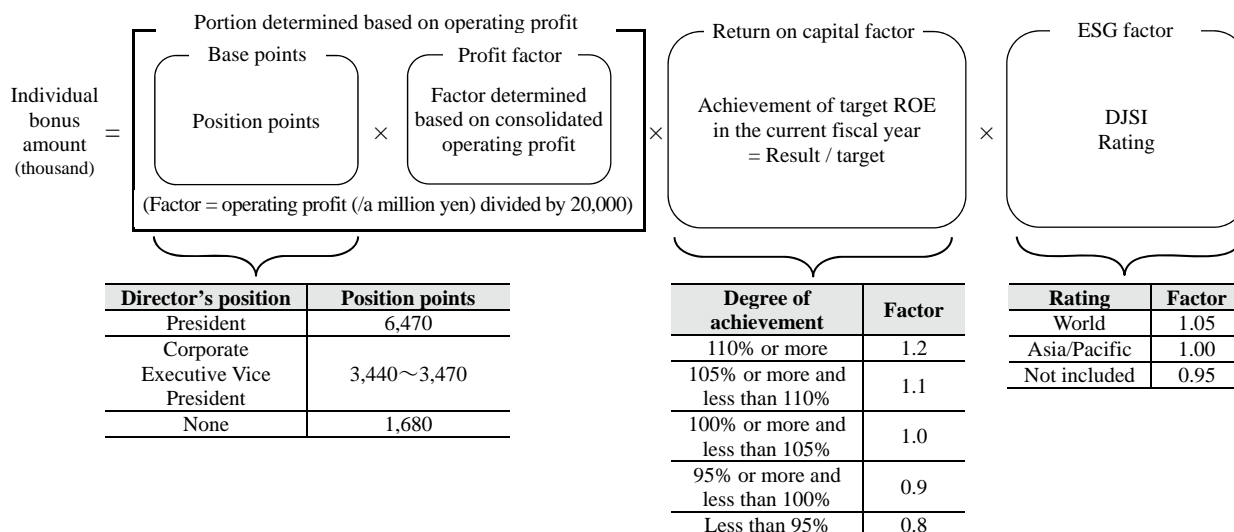 Portion determined based on operating profit
Base points
Profit factor
Return on capital factor
ESG factor
Individual
bonus
amount
(thousand)
=
Position points
×
Factor determined
based on consolidated
operating profit
×
Achievement of target ROE
in the current fiscal year
= Result / target
×
DJSI
Rating
(Factor = operating profit (/a million yen) divided by 20,000)
Director’s position Position points
President 6,470
Corporate
Executive Vice
President
3,440～3,470
None 1,680
Degree of
achievement
Factor
110% or more 1.2
105% or more and
less than 110%
1.1
100% or more and
less than 105%
1.0
95% or more and
less than 100%
0.9
Less than 95% 0.8
Rating Factor
World 1.05
Asia/Pacific 1.00
Not included 0.95